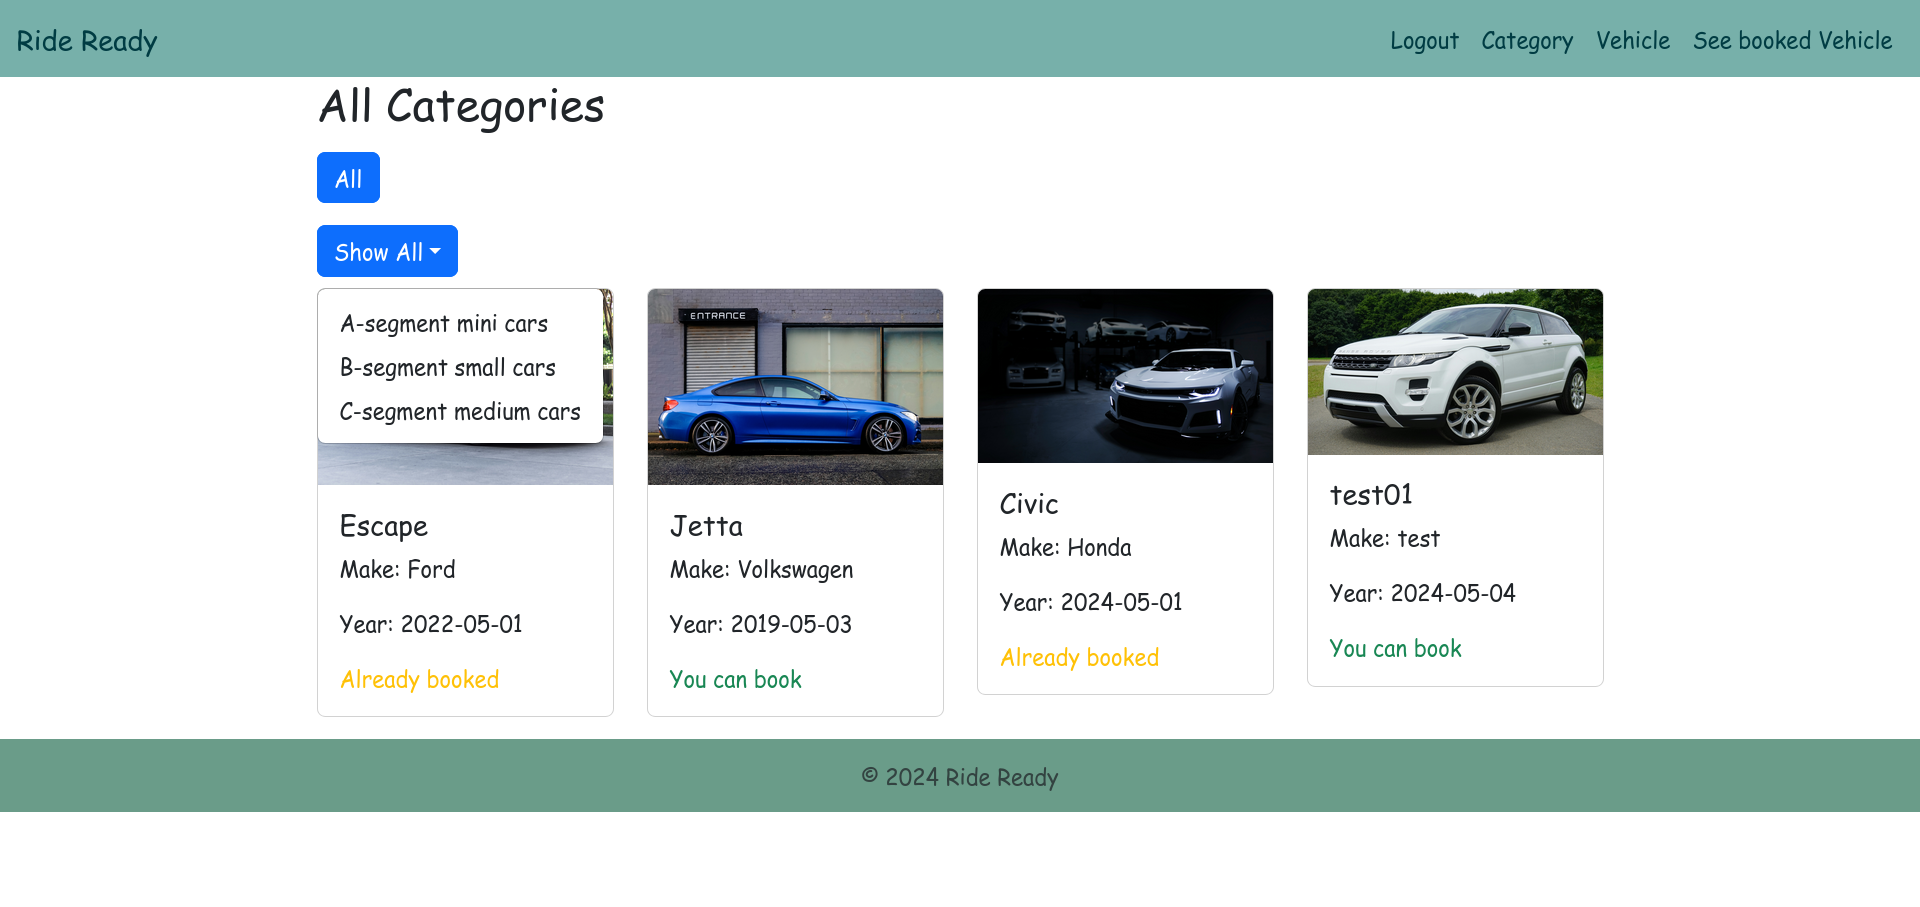 Ride Ready
Logout Category Vehicle See booked Vehicle
All Categories
All
Show All
A-segment mini cars
B-segment small cars
C-segment medium cars
ENTRANCE
Escape
Make: Ford
Year: 2022-05-01
Already booked
Jetta
Make: Volkswagen
Year: 2019-05-03
You can book
Civic
Make: Honda
Year: 2024-05-01
Already booked
test01
Make: test
Year: 2024-05-04
You can book
© 2024 Ride Ready